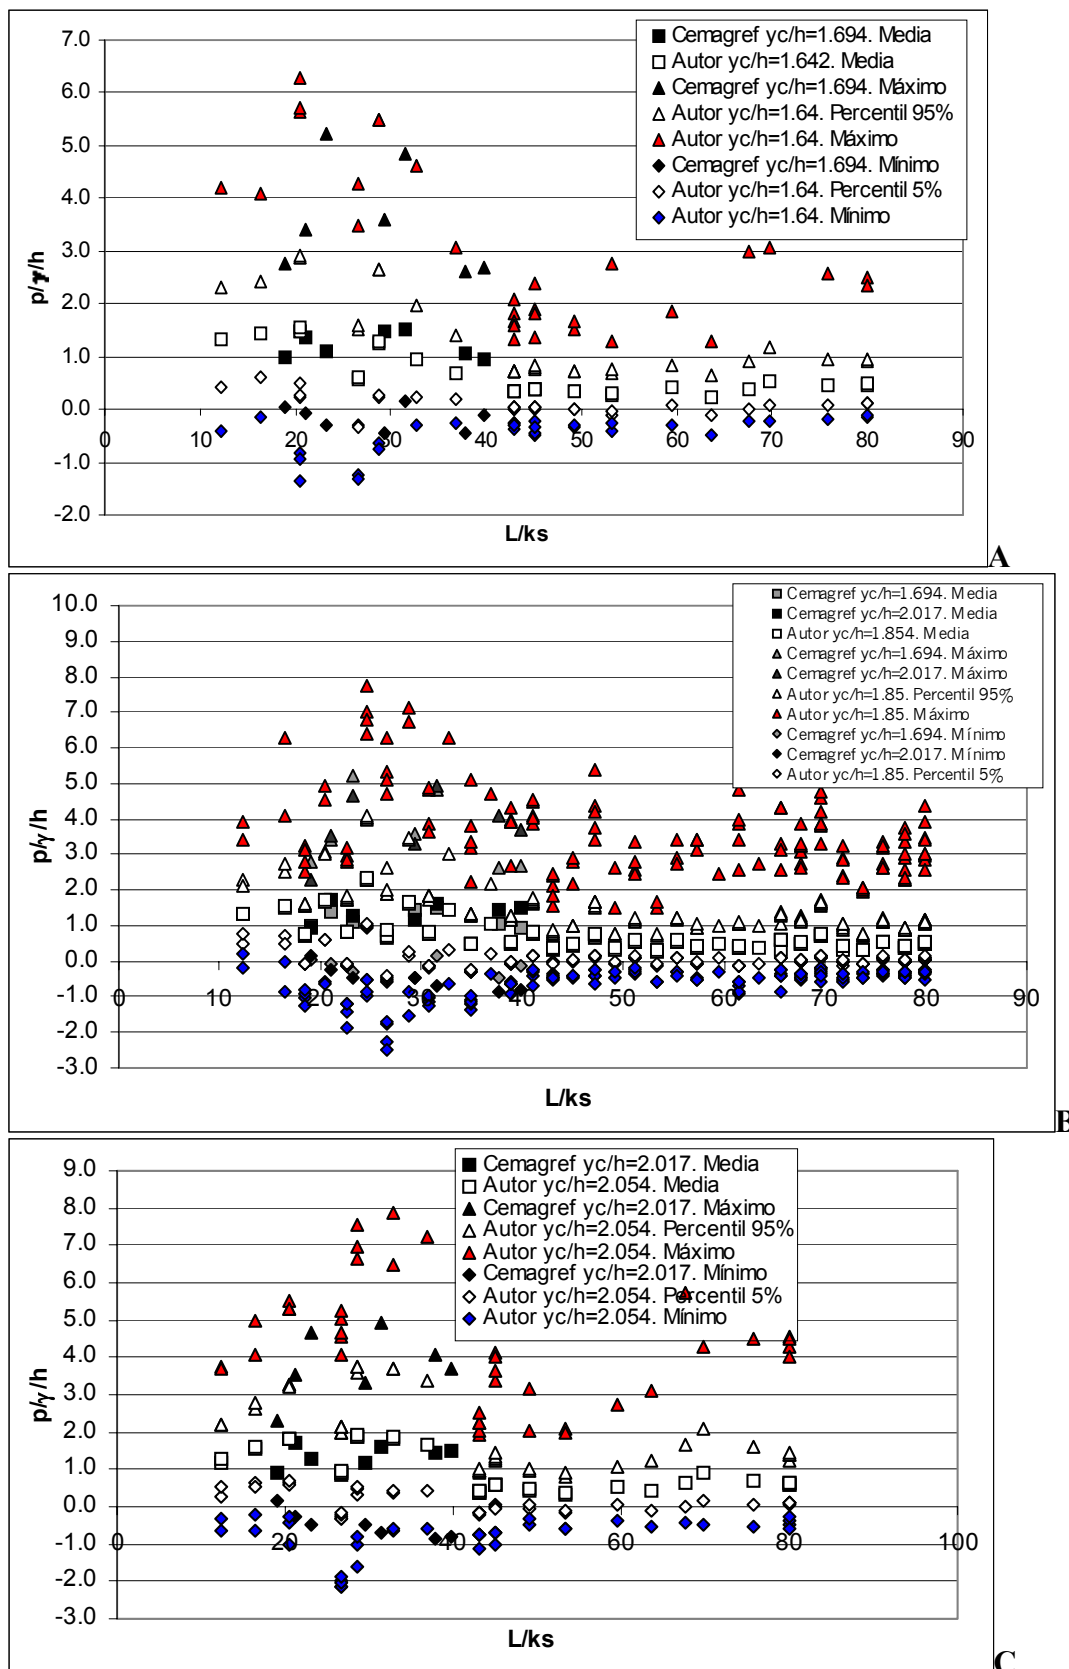 7.0
6.0
5.0
4.0
3.0
2.0
1.0
0.0
-1.0
-2.0
p/γ/h
Cemagref yc/h=1.694. Media
Autor yc/h=1.642. Media
Cemagref yc/h=1.694. Máximo
Autor yc/h=1.64. Percentil 95%
Autor yc/h=1.64. Máximo
Cemagref yc/h=1.694. Mínimo
Autor yc/h=1.64. Percentil 5%
Autor yc/h=1.64. Mínimo
0 10 20 30 40 50 60 70 80 90
L/ks
A
10.0
9.0
8.0
7.0
6.0
5.0
4.0
3.0
2.0
1.0
0.0
-1.0
-2.0
-3.0
p/γ/h
Cemagref yc/h=1.694. Media
Cemagref yc/h=2.017. Media
Autor yc/h=1.854. Media
Cemagref yc/h=1.694. Máximo
Cemagref yc/h=2.017. Máximo
Autor yc/h=1.85. Percentil 95%
Autor yc/h=1.85. Máximo
Cemagref yc/h=1.694. Mínimo
Cemagref yc/h=2.017. Mínimo
Autor yc/h=1.85. Percentil 5%
0 10 20 30 40 50 60 70 80 90
L/ks
B
9.0
8.0
7.0
6.0
5.0
4.0
3.0
2.0
1.0
0.0
-1.0
-2.0
-3.0
p/γ/h
Cemagref yc/h=2.017. Media
Autor yc/h=2.054. Media
Cemagref yc/h=2.017. Máximo
Autor yc/h=2.054. Percentil 95%
Autor yc/h=2.054. Máximo
Cemagref yc/h=2.017. Mínimo
Autor yc/h=2.054. Percentil 5%
Autor yc/h=2.054. Mínimo
0 20 40 60 80 100
L/ks
C